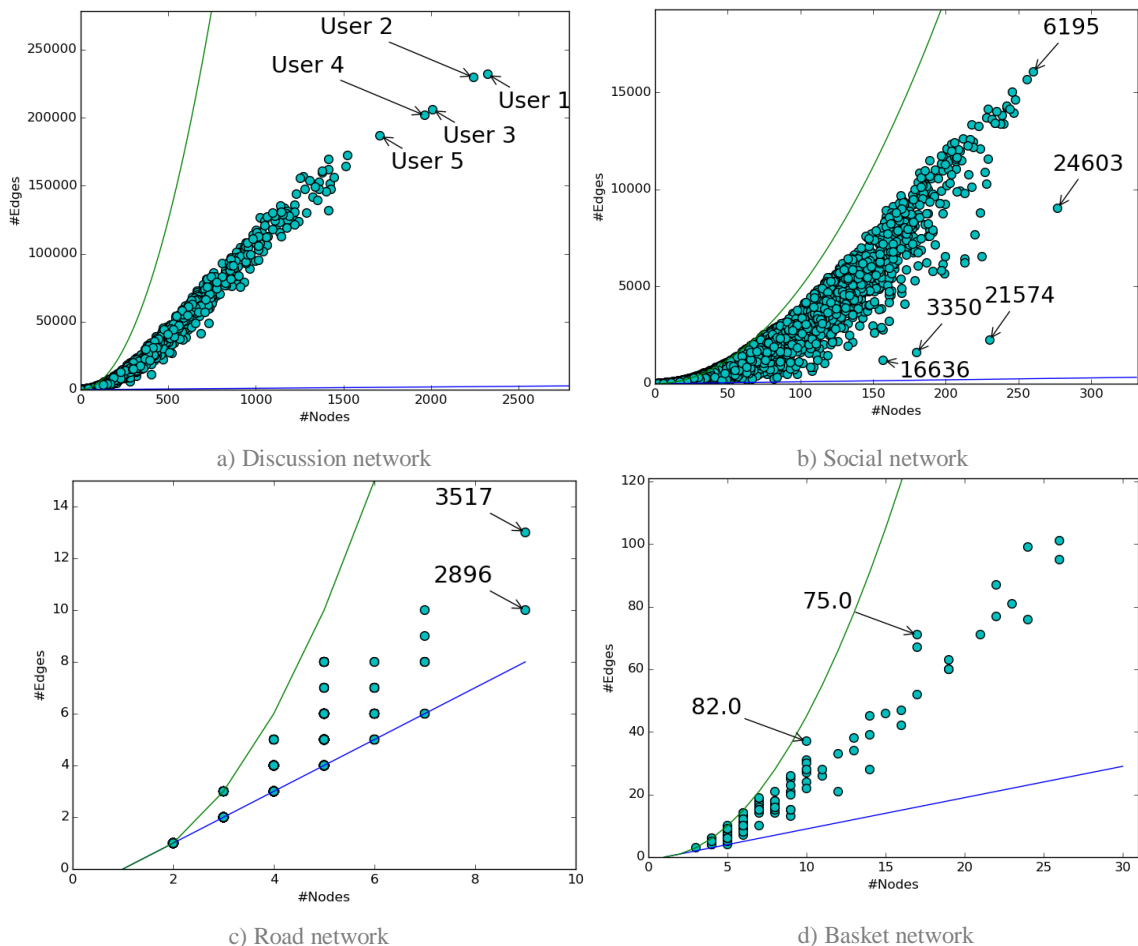 User 2
User 4
User 1
User 3
User 5
250000
200000
150000
100000
50000
0
#Edges
0 500 1000 1500 2000 2500
#Nodes
a) Discussion network
6195
24603
21574
3350
16636
15000
10000
5000
0
#Edges
0 50 100 150 200 250 300
#Nodes
b) Social network
3517
2896
14
12
10
8
6
4
2
0
#Edges
0 2 4 6 8 10
#Nodes
c) Road network
75.0
82.0
120
100
80
60
40
20
0
#Edges
5 10 15 20 25 30
#Nodes
d) Basket network